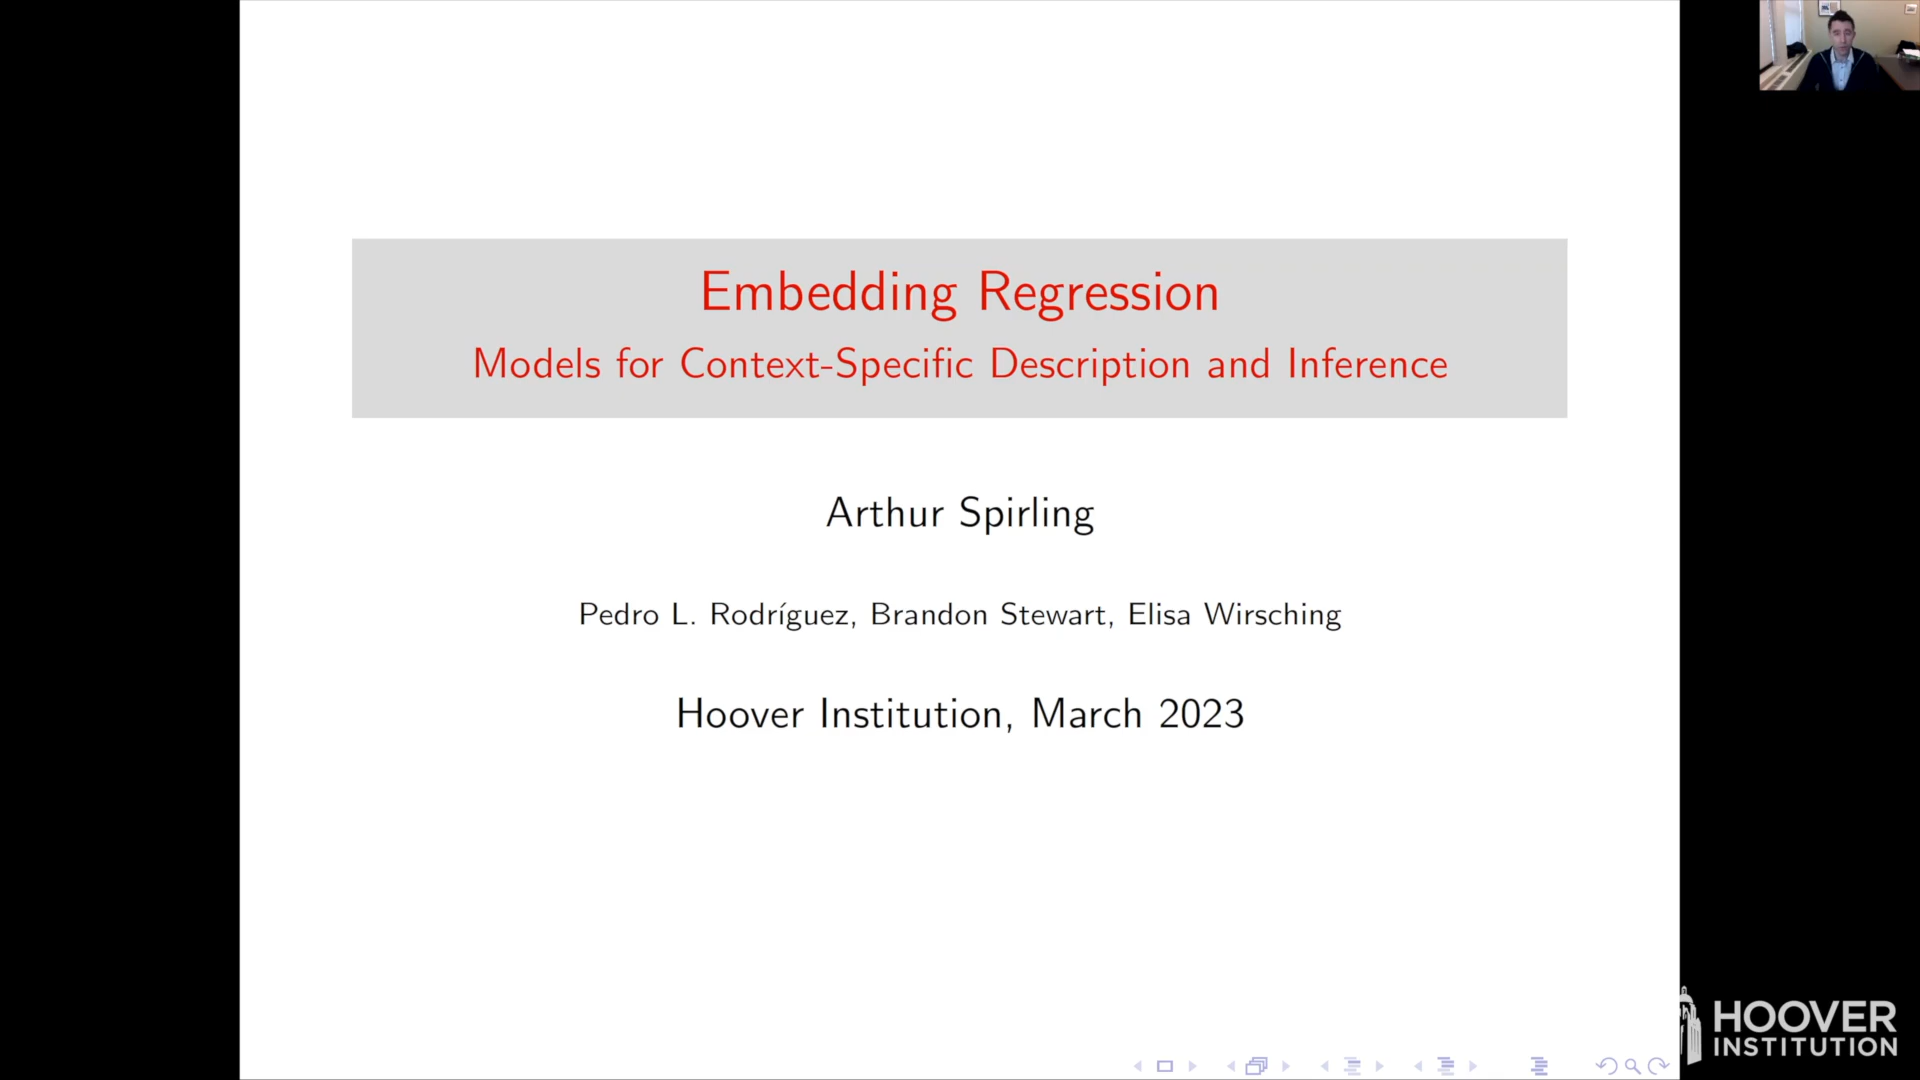 Embedding Regression
Models for Context-Specific Description and Inference
Arthur Spirling
Pedro L. Rodríguez, Brandon Stewart, Elisa Wirsching
Hoover Institution, March 2023
HOOVER
INSTITUTION